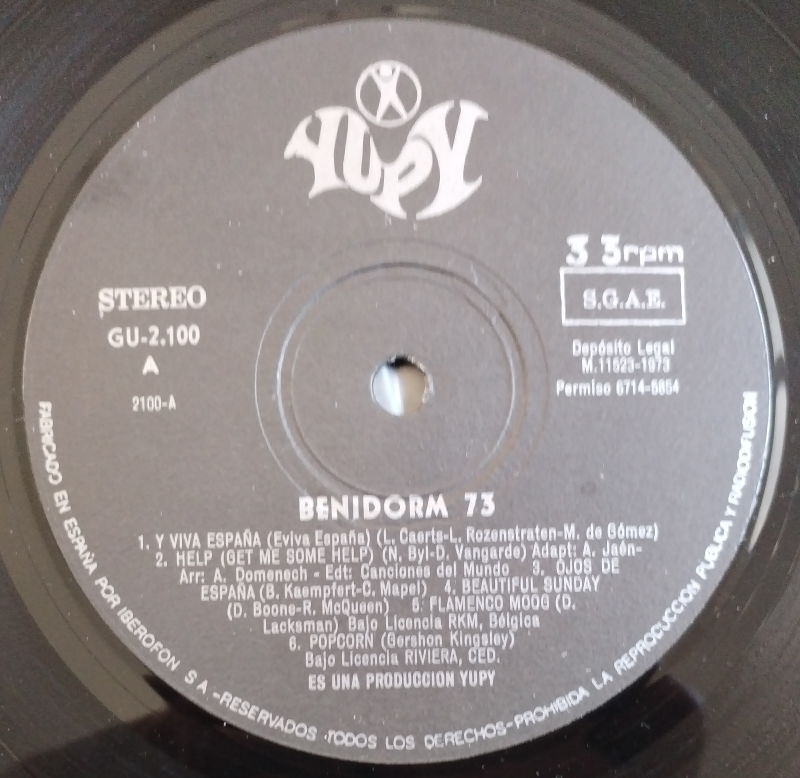 YUPY
33rpm
S.G.A.E.
Depósito Legal
M.11623-1973
Permiso 6714-5854
STEREO
GU-2.100
A
2100-A
BENIDORM 73
1. Y VIVA ESPAÑA (Eviva España) (L. Caerts-L. Rozenstraten-M. de Gómez)
2. HELP (GET ME SOME HELP) (N. Byl-D. Vangarde) Adapt: A. Jaén-
Arr: A. Domenech - Edt: Canciones del Mundo 3. OJOS DE
ESPAÑA (B. Kaempfert-C. Mapel) 4. BEAUTIFUL SUNDAY
(D. Boone-R. McQueen) 5: FLAMENCO MOOG (D.
Lacksman) Bajo Licencia RKM, Bélgica
6. POPCORN (Gershon Kingsley)
Bajo Licencia RIVIERA, CED.
ES UNA PRODUCCION YUPY
FABRICADO EN ESPAÑA POR IBEROFON S A -RESERVADOS TODOS LOS DERECHOS-PROHIBIDA LA REPRODUCCION PUBLICA Y RADIODIFUSION